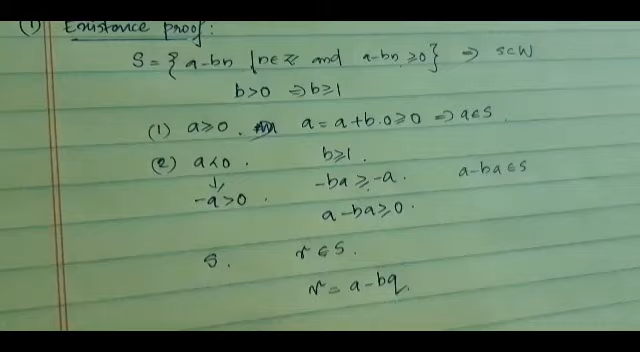 (1) Existance proof:
S = { a-bn | n∈ℤ and a-bn ≥0} ⇒ S⊂W
b>0 ⇒ b≥1
(1) a≥0. a = a+b.0≥0 ⇒ a∈S.
(2) a<0. b≥1.
↓ -ba ≥ -a. a-ba∈S
-a>0. a-ba≥0.
S. r∈S.
r = a-bq.